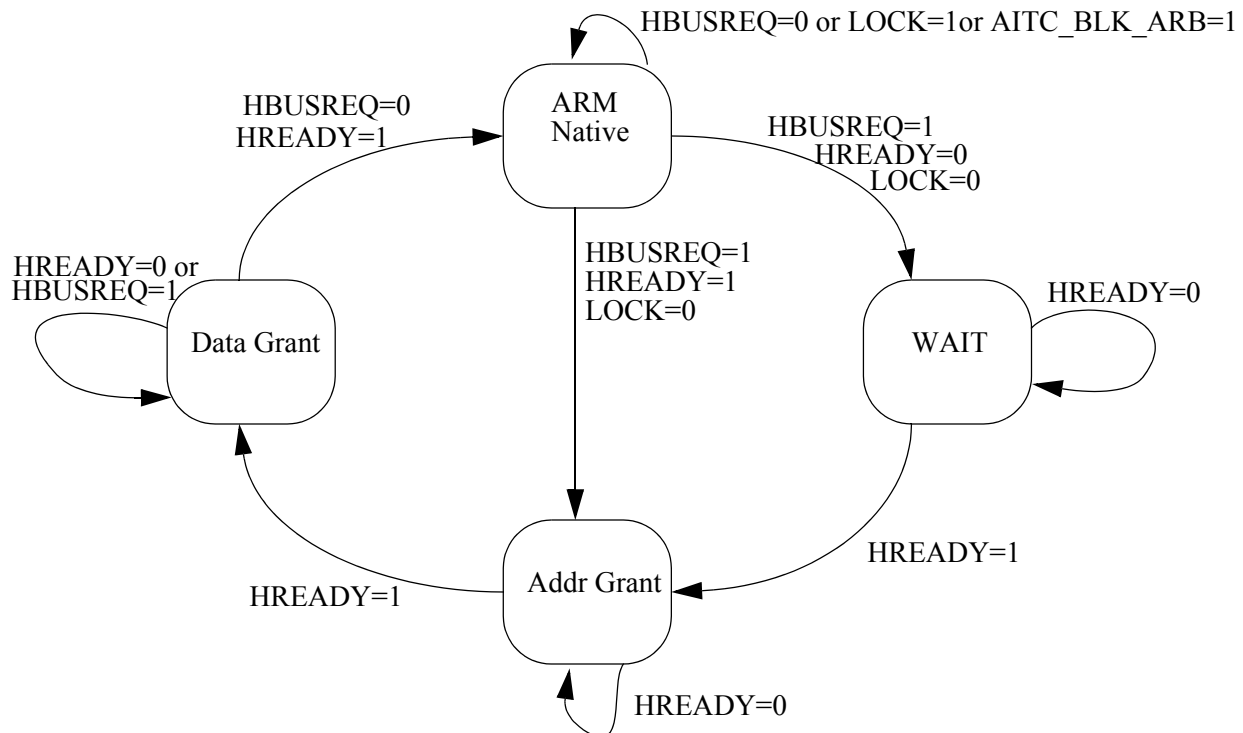 HBUSREQ=0 or LOCK=1or AITC_BLK_ARB=1
ARM
Native
HBUSREQ=0
HREADY=1
HBUSREQ=1
HREADY=0
LOCK=0
HBUSREQ=1
HREADY=1
LOCK=0
HREADY=0 or
HBUSREQ=1
Data Grant
WAIT
HREADY=0
HREADY=1
Addr Grant
HREADY=1
HREADY=0